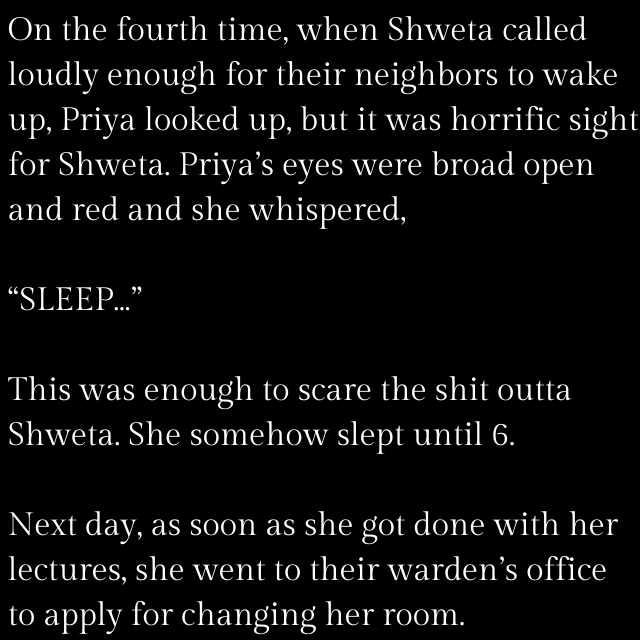 On the fourth time, when Shweta called
loudly enough for their neighbors to wake
up, Priya looked up, but it was horrific sight
for Shweta. Priya’s eyes were broad open
and red and she whispered,
“SLEEP...”
This was enough to scare the shit outta
Shweta. She somehow slept until 6.
Next day, as soon as she got done with her
lectures, she went to their warden’s office
to apply for changing her room.